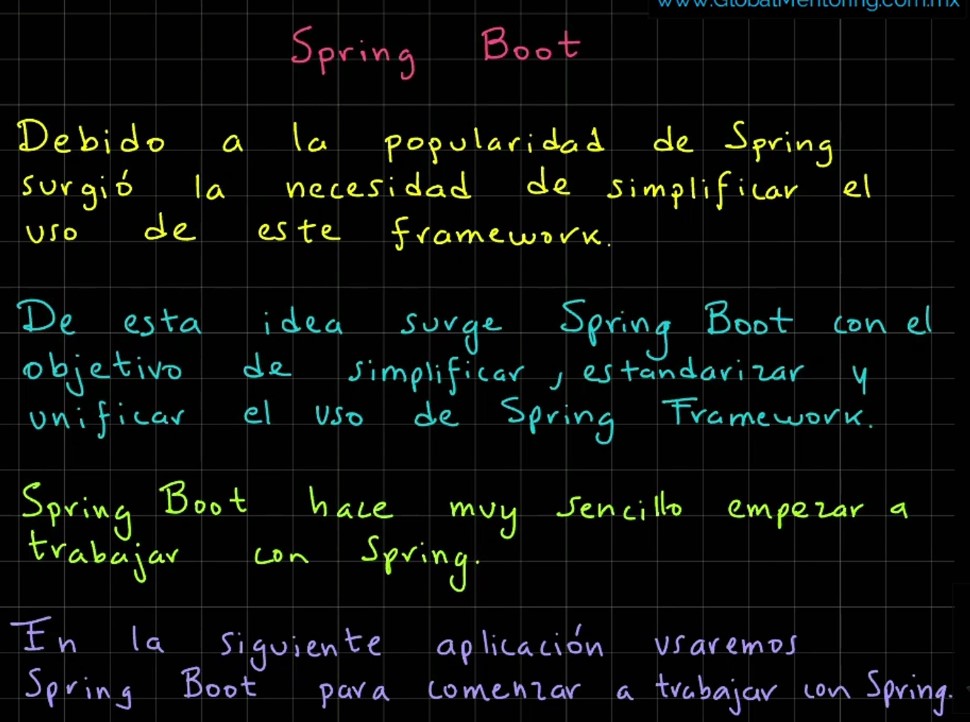 www.GlobalMentoring.com.mx
Spring Boot
Debido a la popularidad de Spring
surgió la necesidad de simplificar el
uso de este framework.
De esta idea surge Spring Boot con el
objetivo de simplificar, estandarizar y
unificar el uso de Spring Framework.
Spring Boot hace muy sencillo empezar a
trabajar con Spring.
En la siguiente aplicación usaremos
Spring Boot para comenzar a trabajar con Spring.